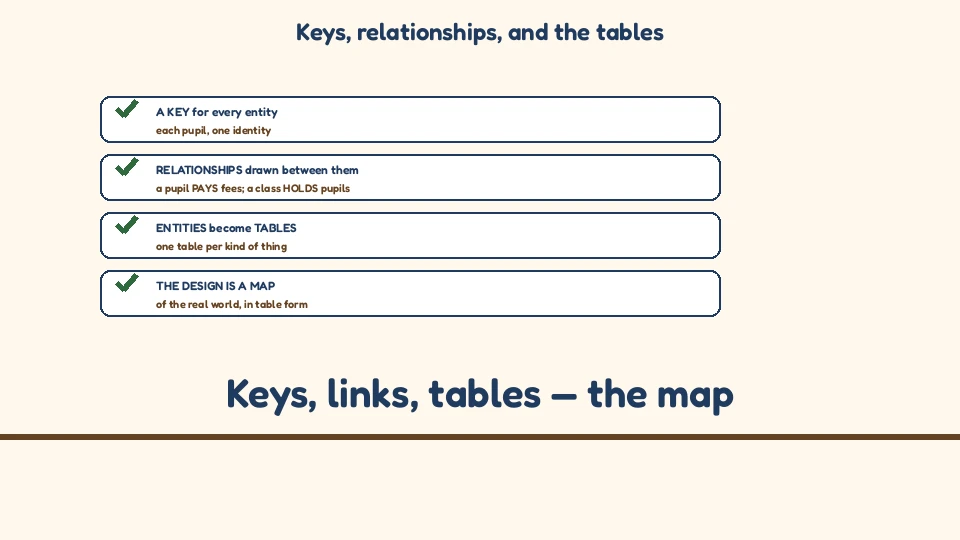 Keys, relationships, and the tables
A KEY for every entity
each pupil, one identity
RELATIONSHIPS drawn between them
a pupil PAYS fees; a class HOLDS pupils
ENTITIES become TABLES
one table per kind of thing
THE DESIGN IS A MAP
of the real world, in table form
Keys, links, tables — the map